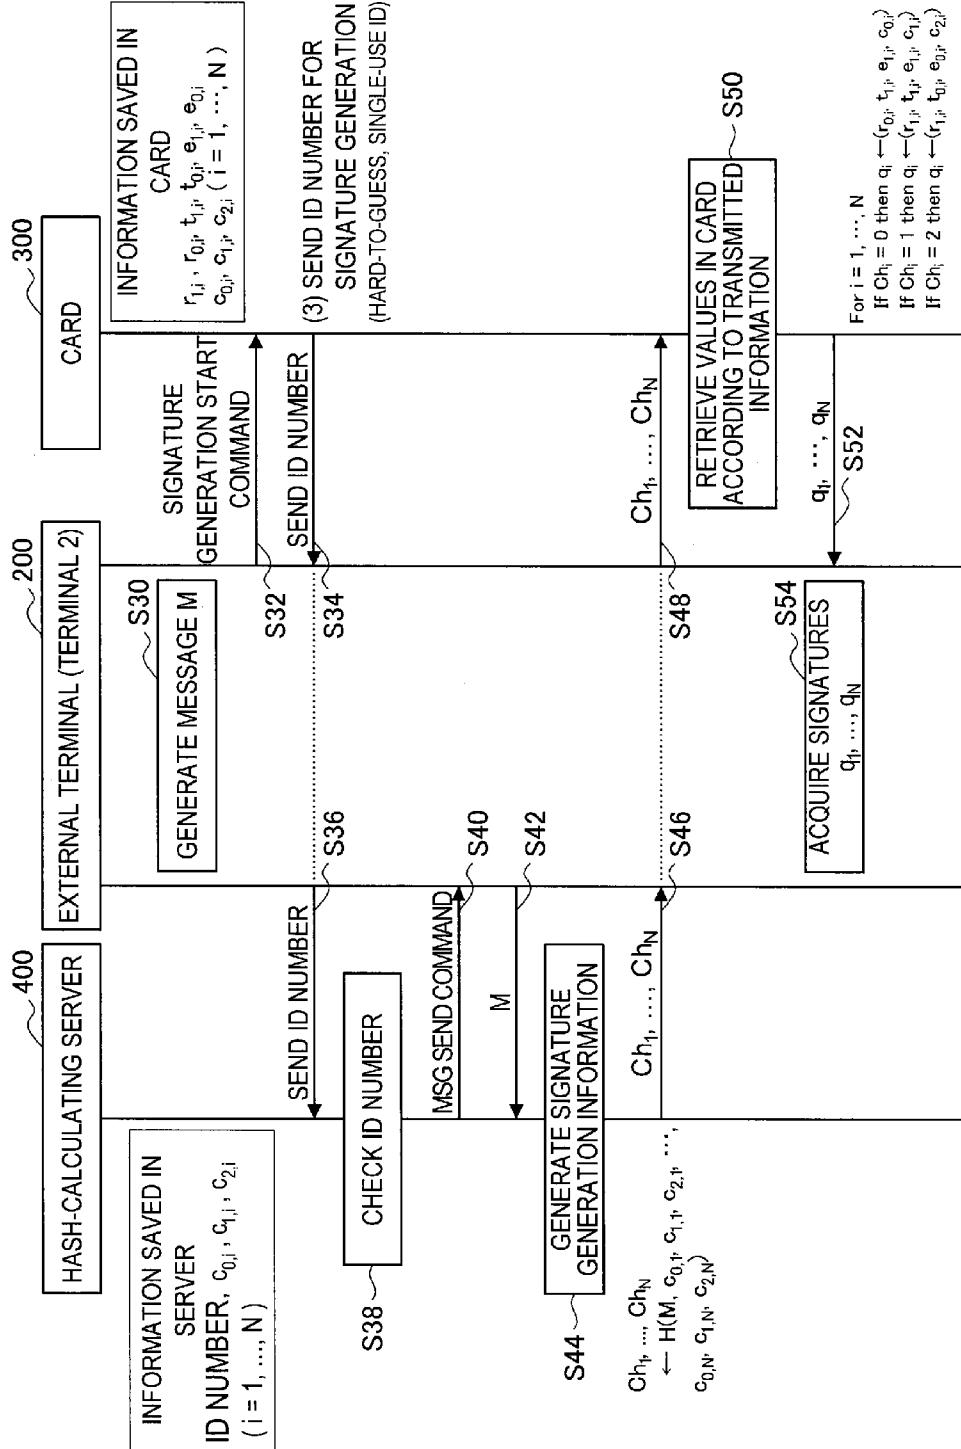 400
HASH-CALCULATING SERVER
200
EXTERNAL TERMINAL (TERMINAL 2)
300
CARD
INFORMATION SAVED IN
SERVER
ID NUMBER, c0,i , c1,i , c2,i
( i = 1, ..., N)
INFORMATION SAVED IN
CARD
r1,i , r0,i, t1,i, t0,i, e1,i, e0,i
c0,i, c1,i, c2,i ( i = 1, ..., N )
S30
GENERATE MESSAGE M
SIGNATURE
GENERATION START
COMMAND
S32
SEND ID NUMBER
S34
(3) SEND ID NUMBER FOR
SIGNATURE GENERATION
(HARD-TO-GUESS, SINGLE-USE ID)
SEND ID NUMBER
S36
S38
CHECK ID NUMBER
MSG SEND COMMAND
S40
M
S42
S44
GENERATE SIGNATURE
GENERATION INFORMATION
Ch1, ..., ChN
← H(M, c0,1, c1,1, c2,1, ...,
c0,N, c1,N, c2,N)
Ch1, ..., ChN
S46
Ch1, ..., ChN
S48
RETRIEVE VALUES IN CARD
ACCORDING TO TRANSMITTED
INFORMATION
S50
q1, ..., qN
S52
S54
ACQUIRE SIGNATURES
q1, ..., qN
For i = 1, ..., N
If Chi = 0 then qi ←(r0,i, t1,i, e1,i, c0,i)
If Chi = 1 then qi ←(r1,i, t1,i, e1,i, c1,i)
If Chi = 2 then qi ←(r1,i, t0,i, e0,i, c2,i)